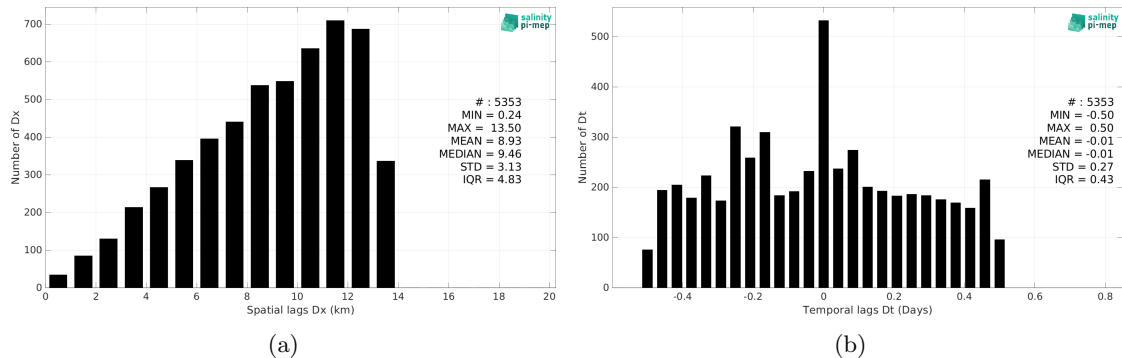 salinity
pi-mep
700
600
500
400
300
200
100
0
Number of Dx
# : 5353
MIN = 0.24
MAX = 13.50
MEAN = 8.93
MEDIAN = 9.46
STD = 3.13
IQR = 4.83
0 2 4 6 8 10 12 14 16 18 20
Spatial lags Dx (km)
(a)
salinity
pi-mep
500
400
300
200
100
0
Number of Dt
# : 5353
MIN = -0.50
MAX = 0.50
MEAN = -0.01
MEDIAN = -0.01
STD = 0.27
IQR = 0.43
-0.4 -0.2 0 0.2 0.4 0.6 0.8
Temporal lags Dt (Days)
(b)